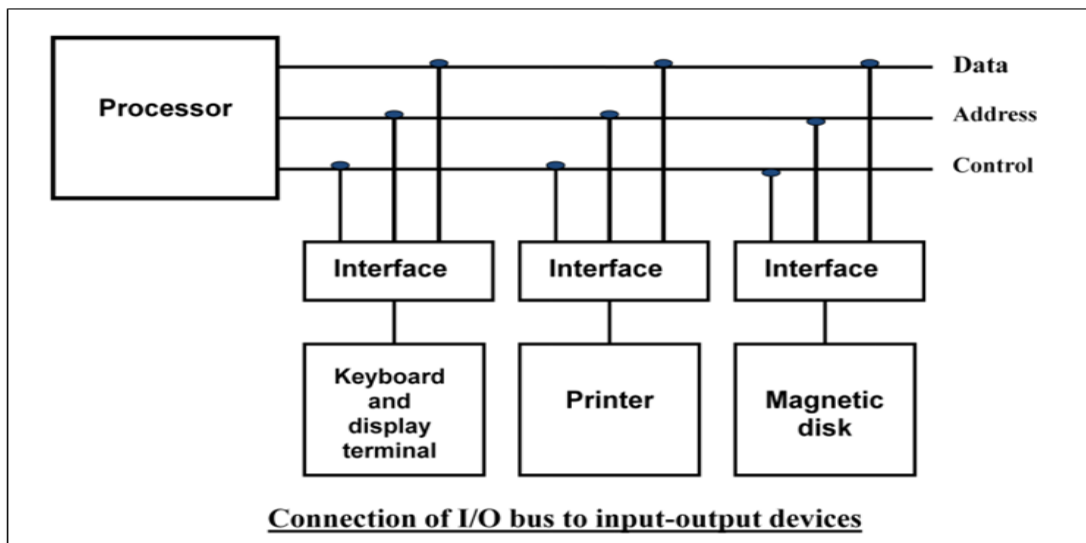 Processor
Data
Address
Control
Interface
Interface
Interface
Keyboard
and
display
terminal
Printer
Magnetic
disk
Connection of I/O bus to input-output devices